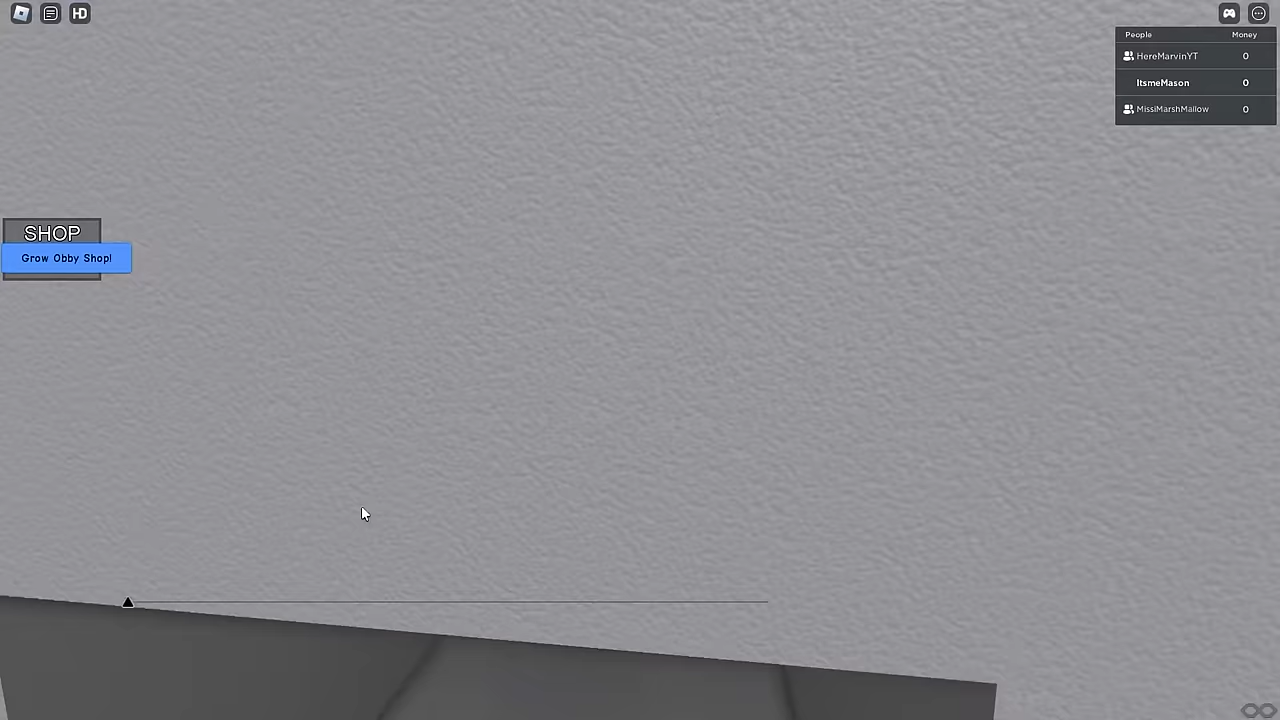 HD
People Money
HereMarvinYT 0
ItsmeMason 0
MissiMarshMallow 0
SHOP
Grow Obby Shop!